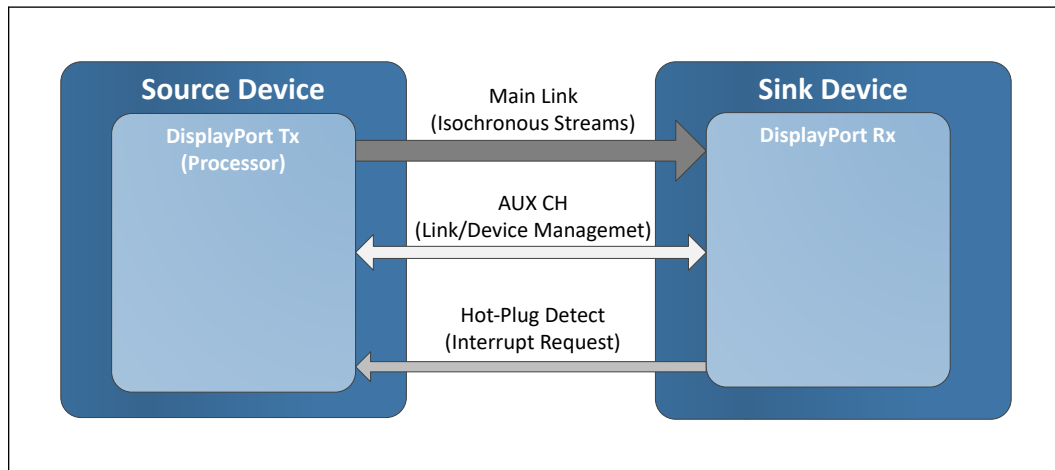 Source Device
DisplayPort Tx
(Processor)
Main Link
(Isochronous Streams)
AUX CH
(Link/Device Managemet)
Hot-Plug Detect
(Interrupt Request)
Sink Device
DisplayPort Rx